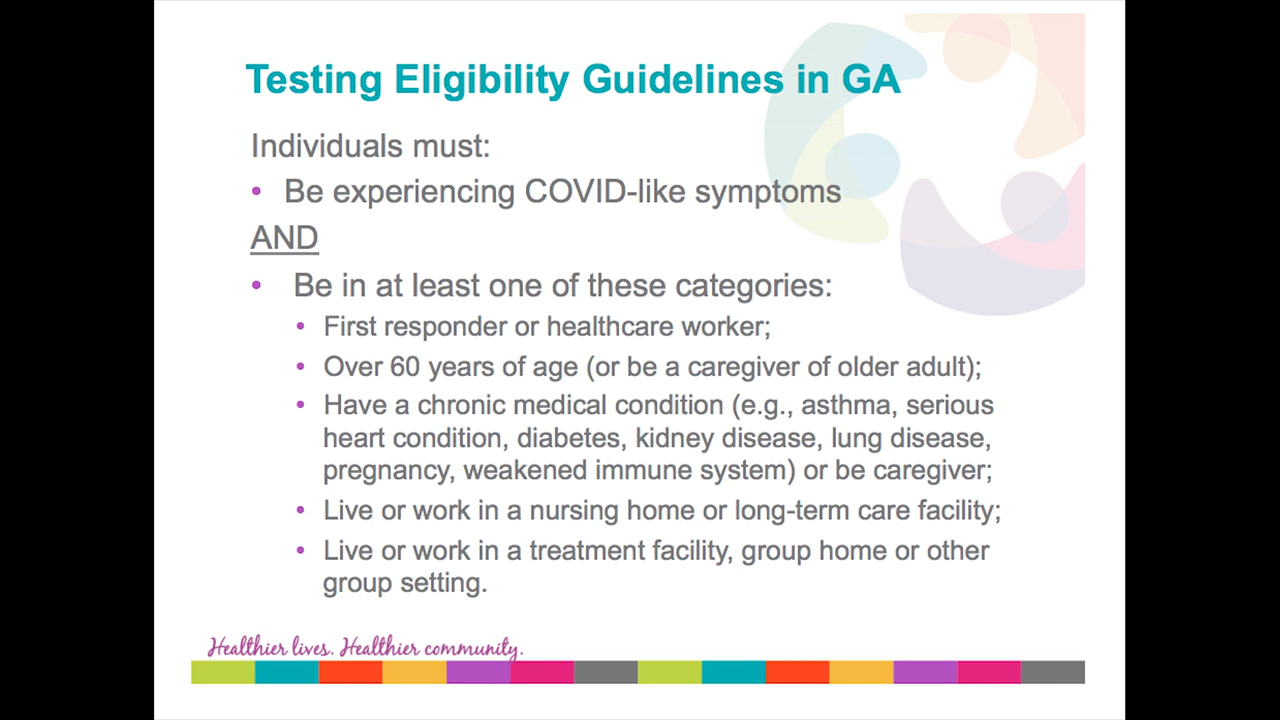 Testing Eligibility Guidelines in GA
Individuals must:
• Be experiencing COVID-like symptoms
AND
• Be in at least one of these categories:
• First responder or healthcare worker;
• Over 60 years of age (or be a caregiver of older adult);
• Have a chronic medical condition (e.g., asthma, serious
heart condition, diabetes, kidney disease, lung disease,
pregnancy, weakened immune system) or be caregiver;
• Live or work in a nursing home or long-term care facility;
• Live or work in a treatment facility, group home or other
group setting.
Healthier lives. Healthier community.